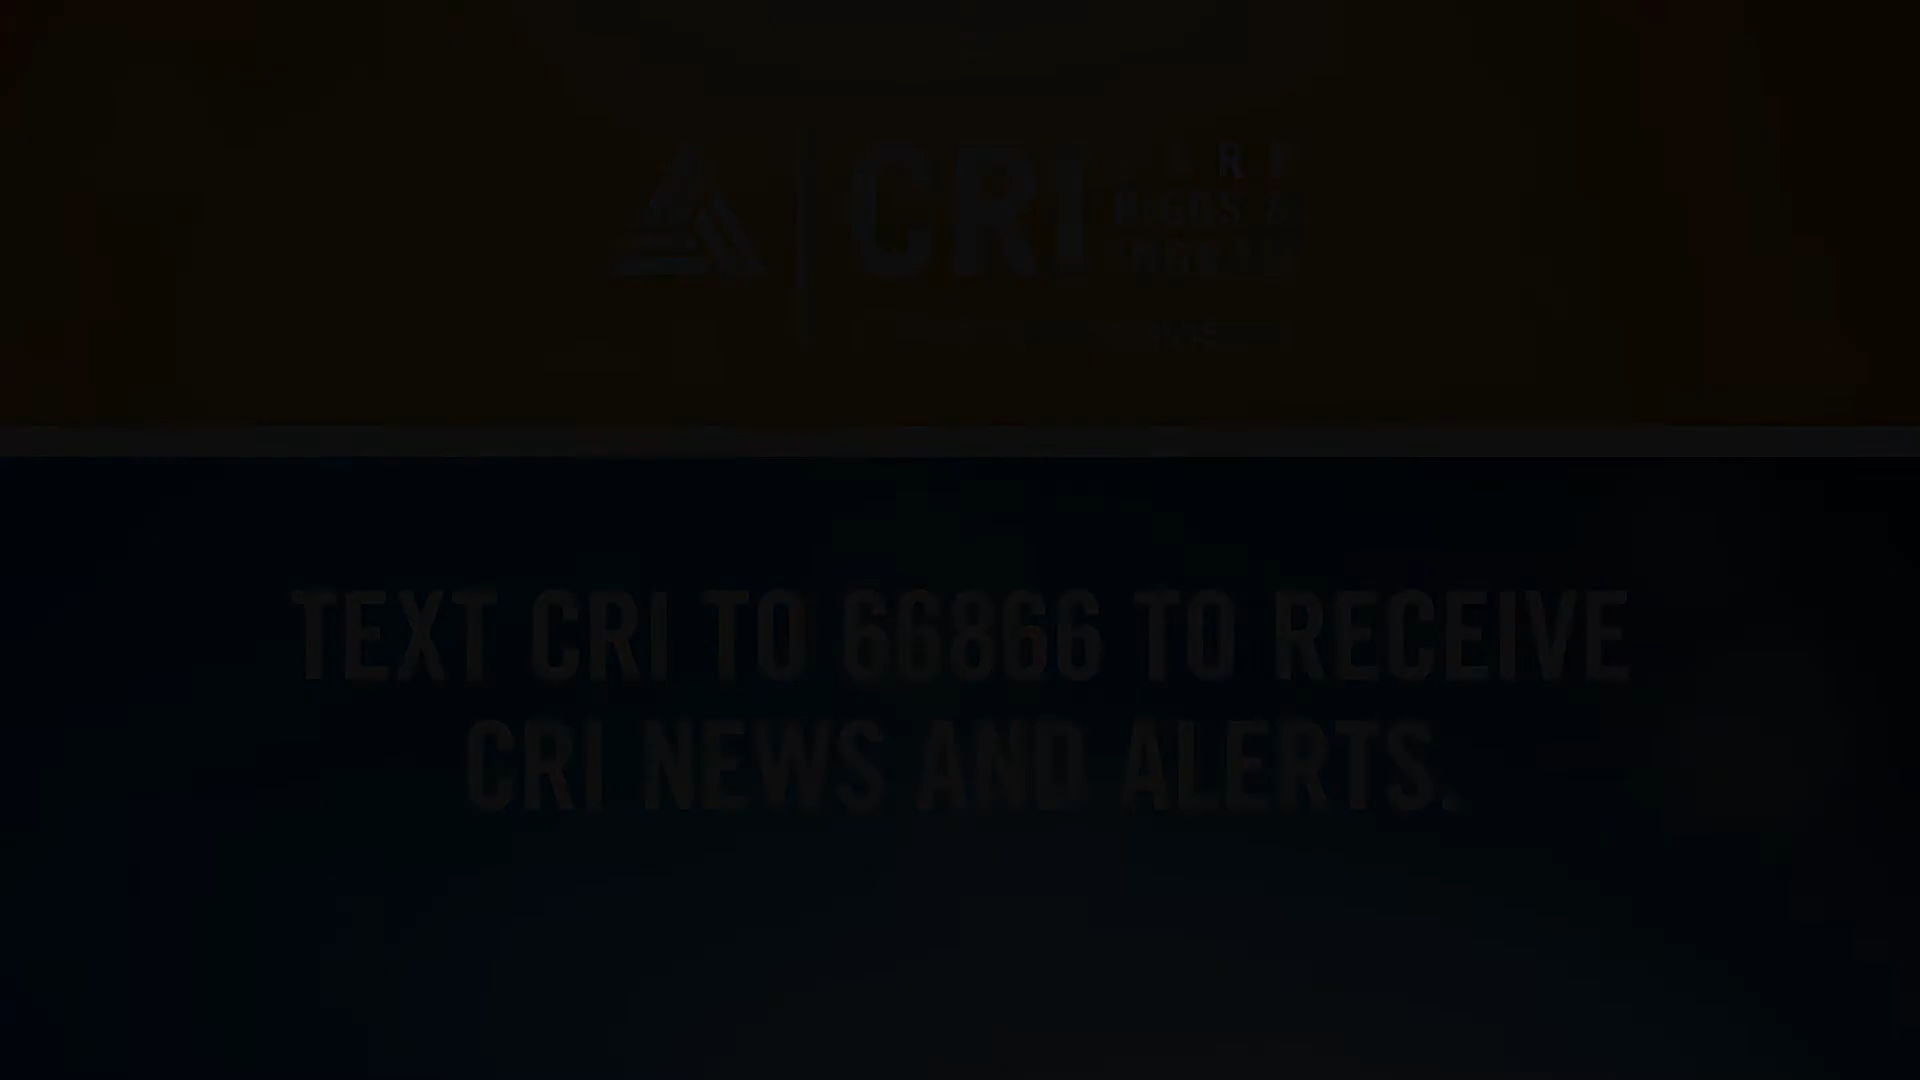 CRI
TEXT CRI TO 66866 TO RECEIVE
CRI NEWS AND ALERTS.